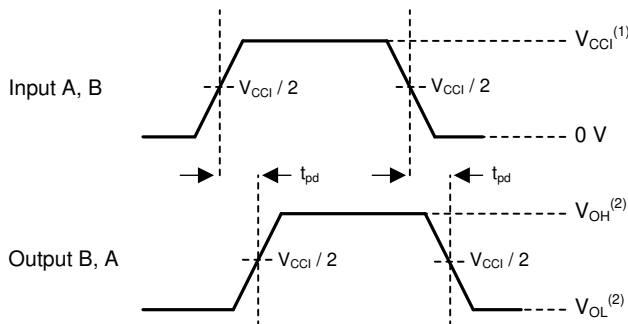 V_CCI^(1)
Input A, B
V_CCI / 2
V_CCI / 2
0 V
t_pd
t_pd
V_OH^(2)
Output B, A
V_CCI / 2
V_CCI / 2
V_OL^(2)